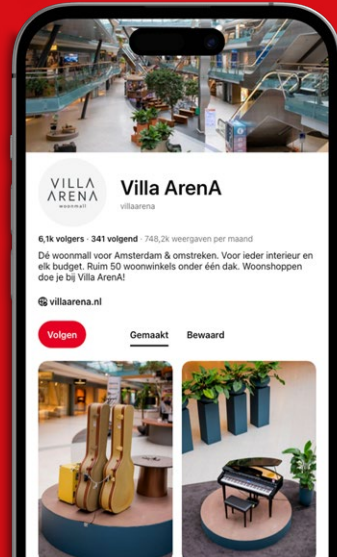 VILLA
ARENA
woonmall
Villa ArenA
villaarena
6,1k volgers · 341 volgend · 748,2k weergaven per maand
Dé woonmall voor Amsterdam & omstreken. Voor ieder interieur en
elk budget. Ruim 50 woonwinkels onder één dak. Woonshoppen
doe je bij Villa ArenA!
villaarena.nl
Volgen
Gemaakt
Bewaard